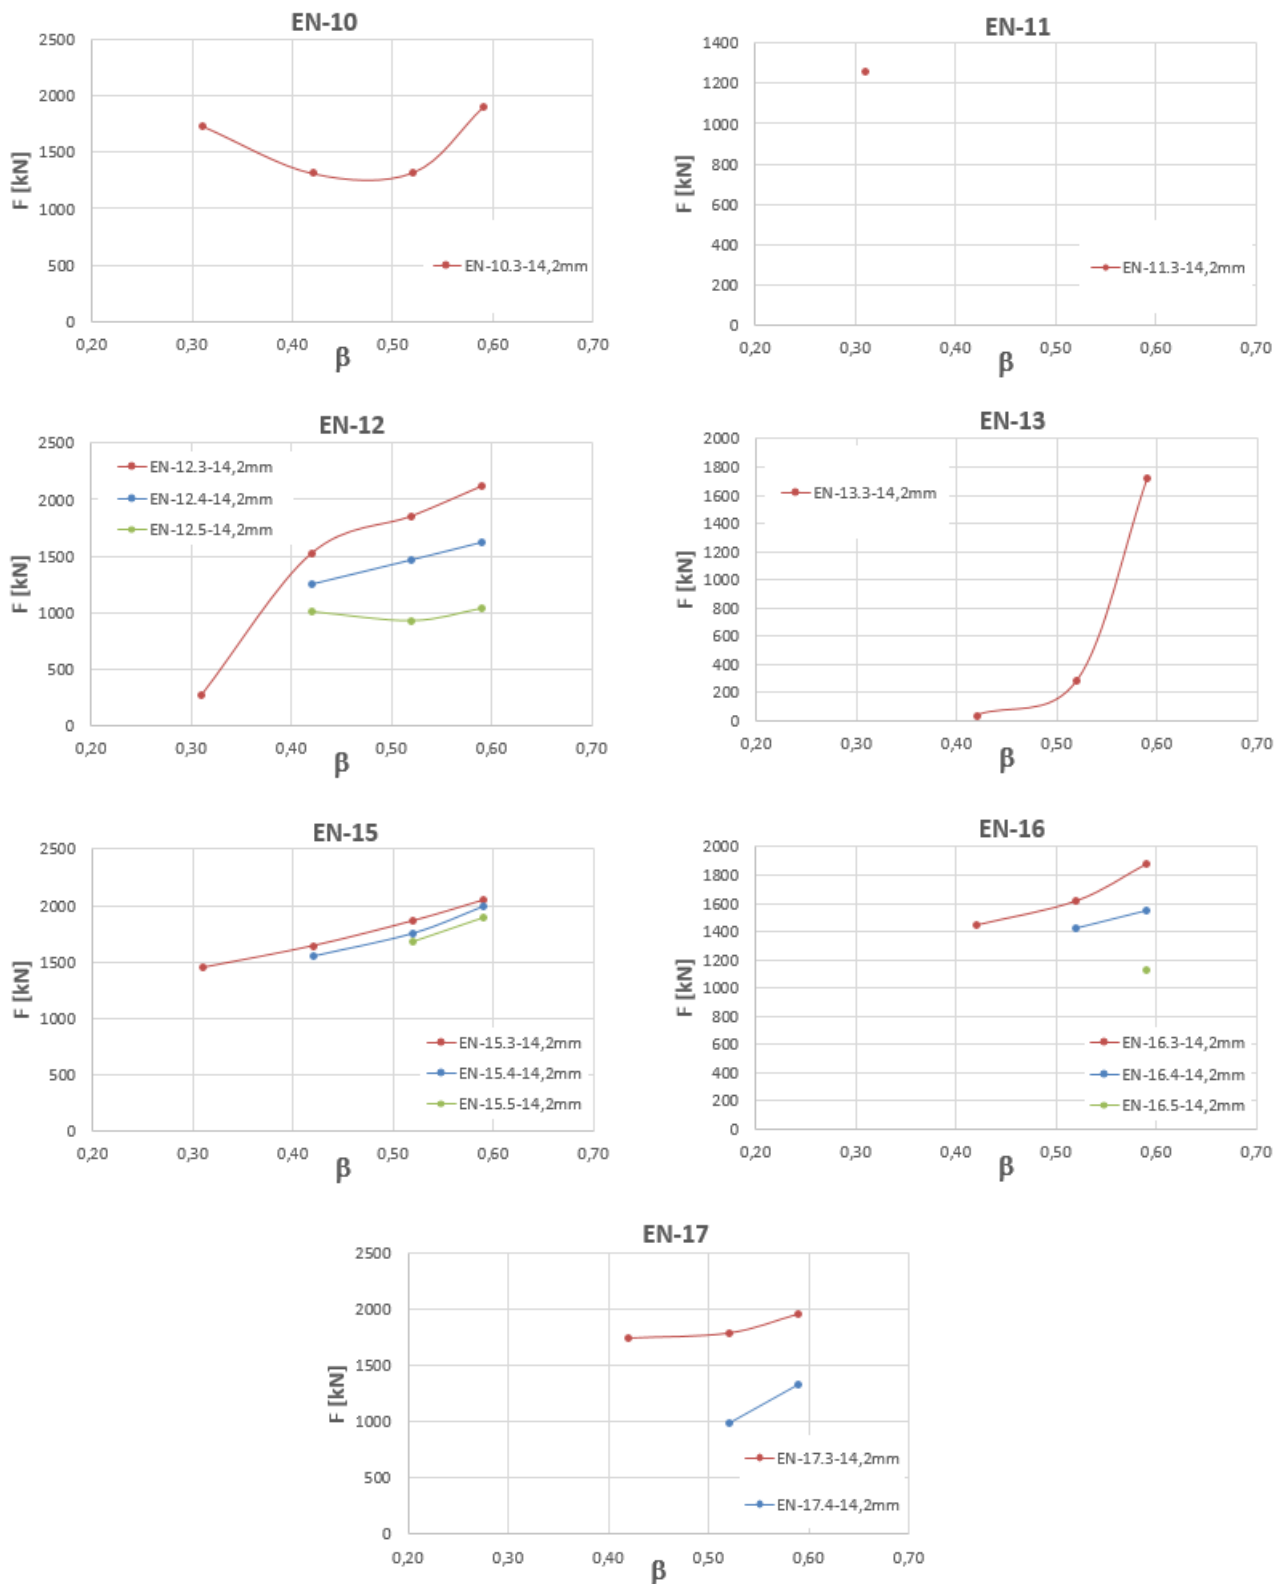 EN-10
2500
2000
1500
1000
500
0
F [kN]
0,20 0,30 0,40 0,50 0,60 0,70
β
EN-10.3-14,2mm
EN-11
1400
1200
1000
800
600
400
200
0
F [kN]
0,20 0,30 0,40 0,50 0,60 0,70
β
EN-11.3-14,2mm
EN-12
2500
2000
1500
1000
500
0
F [kN]
0,20 0,30 0,40 0,50 0,60 0,70
β
EN-12.3-14,2mm
EN-12.4-14,2mm
EN-12.5-14,2mm
EN-13
2000
1800
1600
1400
1200
1000
800
600
400
200
0
F [kN]
0,20 0,30 0,40 0,50 0,60 0,70
β
EN-13.3-14,2mm
EN-15
2500
2000
1500
1000
500
0
F [kN]
0,20 0,30 0,40 0,50 0,60 0,70
β
EN-15.3-14,2mm
EN-15.4-14,2mm
EN-15.5-14,2mm
EN-16
2000
1800
1600
1400
1200
1000
800
600
400
200
0
F [kN]
0,20 0,30 0,40 0,50 0,60 0,70
β
EN-16.3-14,2mm
EN-16.4-14,2mm
EN-16.5-14,2mm
EN-17
2500
2000
1500
1000
500
0
F [kN]
0,20 0,30 0,40 0,50 0,60 0,70
β
EN-17.3-14,2mm
EN-17.4-14,2mm